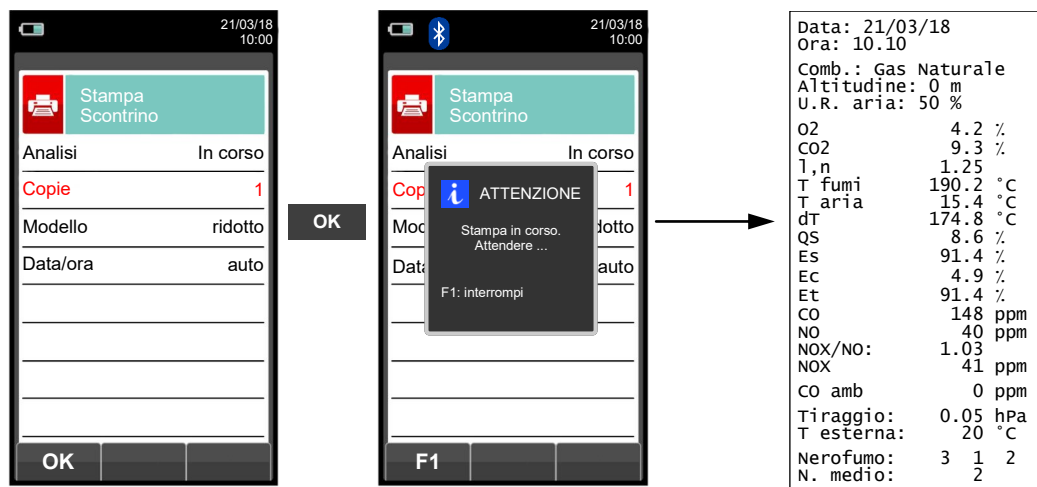 21/03/18
10:00
Stampa
Scontrino
Analisi In corso
Copie 1
Modello ridotto
Data/ora auto
OK
OK
21/03/18
10:00
Stampa
Scontrino
Analisi In corso
Cop 1
Mod dotto
Data auto
i ATTENZIONE
Stampa in corso.
Attendere ...
F1: interrompi
F1
Data: 21/03/18
Ora: 10.10
Comb.: Gas Naturale
Altitudine: 0 m
U.R. aria: 50 %
O2 4.2 %
CO2 9.3 %
l,n 1.25
T fumi 190.2 °C
T aria 15.4 °C
dT 174.8 °C
QS 8.6 %
Es 91.4 %
Ec 4.9 %
Et 91.4 %
CO 148 ppm
NO 40 ppm
NOX/NO: 1.03
NOX 41 ppm
CO amb 0 ppm
Tiraggio: 0.05 hPa
T esterna: 20 °C
Nerofumo: 3 1 2
N. medio: 2